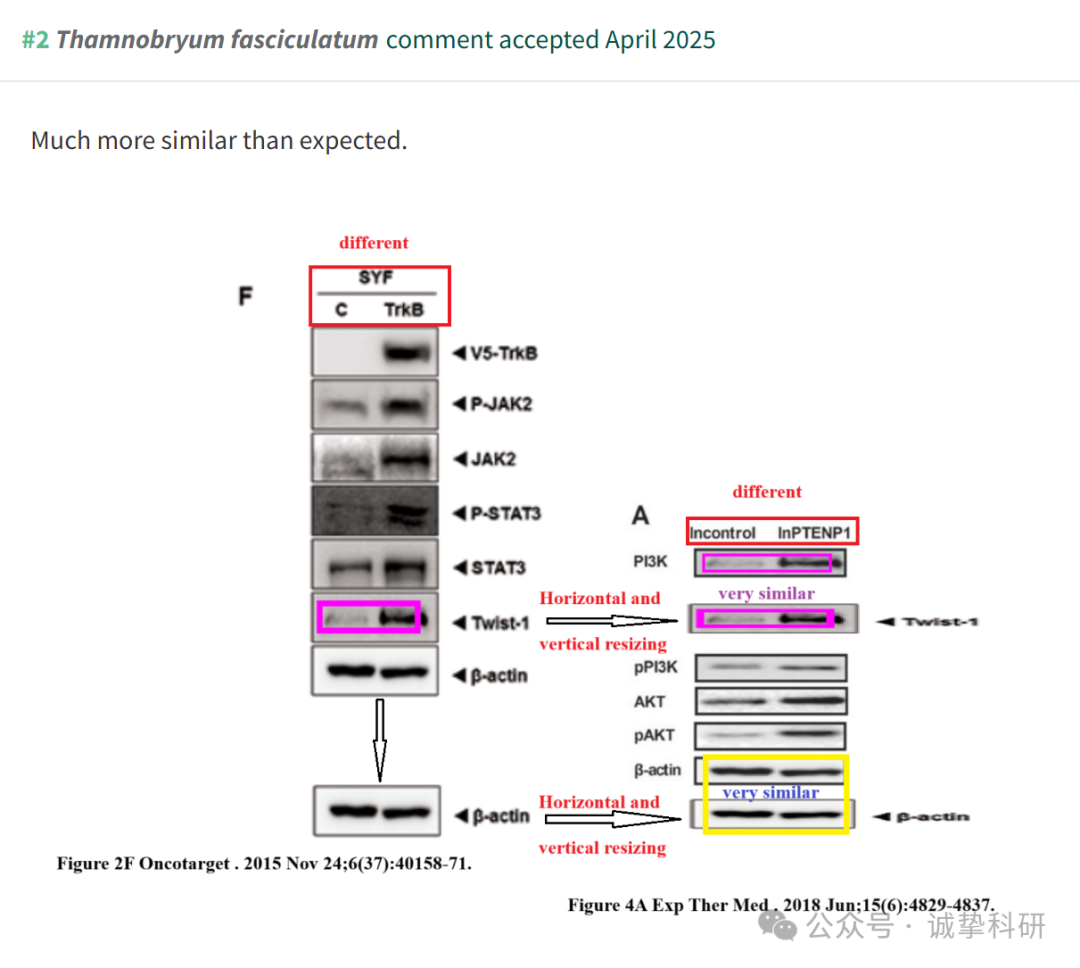 #2 Thamnobryum fasciculatum comment accepted April 2025
Much more similar than expected.
different
F
SYF
C TrkB
◄V5-TrkB
◄P-JAK2
◄JAK2
◄P-STAT3
◄STAT3
◄Twist-1
◄β-actin
◄β-actin
Horizontal and
vertical resizing
Horizontal and
vertical resizing
different
A
lncontrol lnPTENP1
PI3K
very similar
◄ Twist-1
pPI3K
AKT
pAKT
β-actin
very similar
◄ β-actin
Figure 2F Oncotarget . 2015 Nov 24;6(37):40158-71.
Figure 4A Exp Ther Med . 2018 Jun;15(6):4829-4837.
公众号 · 诚挚科研